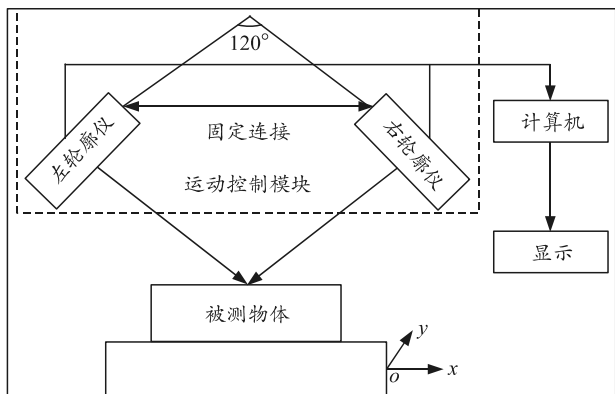 120°
左轮廓仪
固定连接
右轮廓仪
运动控制模块
计算机
显示
被测物体
y
o
x